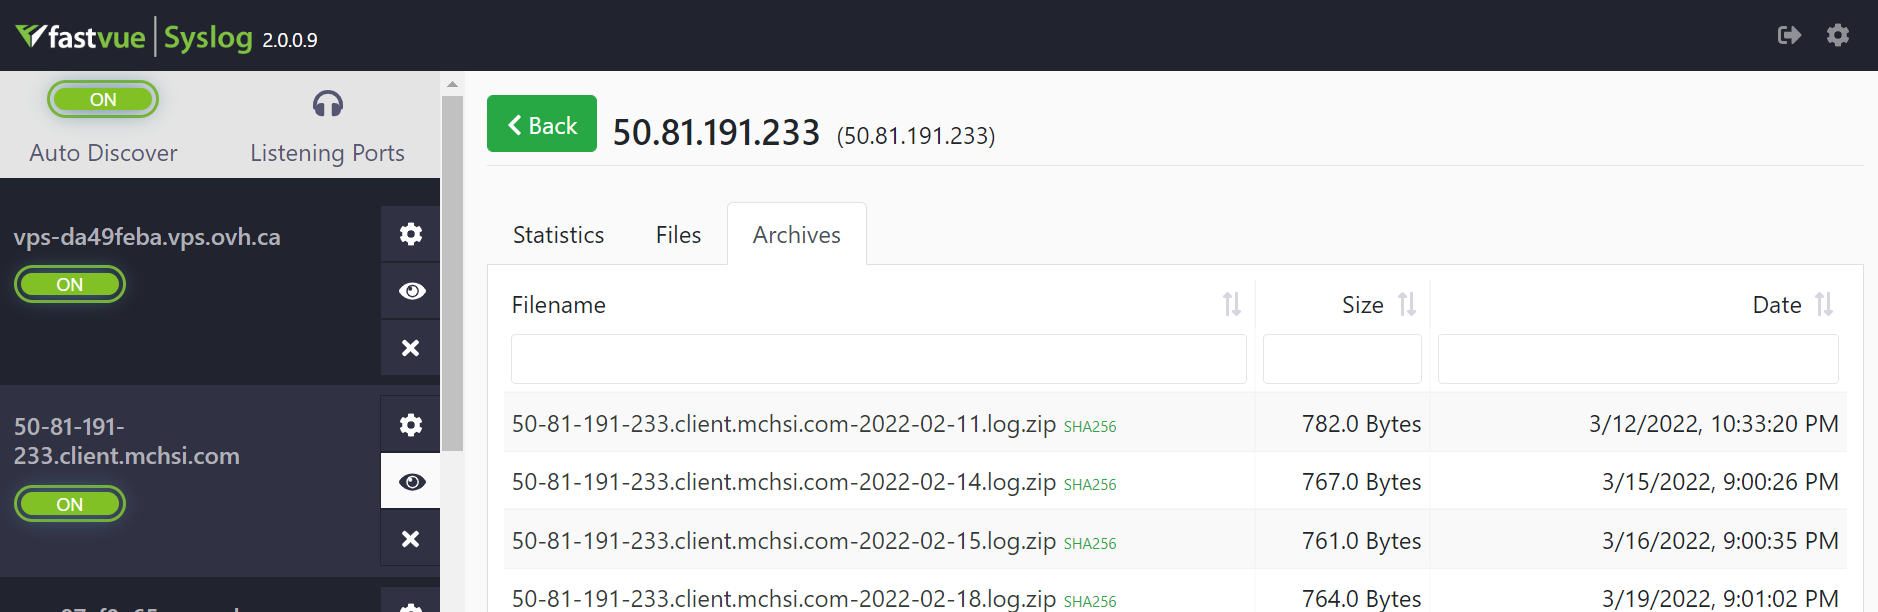 fastvue Syslog 2.0.0.9
ON
Auto Discover
Listening Ports
vps-da49feba.vps.ovh.ca
ON
50-81-191-
233.client.mchsi.com
ON
Back 50.81.191.233 (50.81.191.233)
Statistics Files Archives
Filename Size Date
50-81-191-233.client.mchsi.com-2022-02-11.log.zip SHA256 782.0 Bytes 3/12/2022, 10:33:20 PM
50-81-191-233.client.mchsi.com-2022-02-14.log.zip SHA256 767.0 Bytes 3/15/2022, 9:00:26 PM
50-81-191-233.client.mchsi.com-2022-02-15.log.zip SHA256 761.0 Bytes 3/16/2022, 9:00:35 PM
50-81-191-233.client.mchsi.com-2022-02-18.log.zip SHA256 764.0 Bytes 3/19/2022, 9:01:02 PM